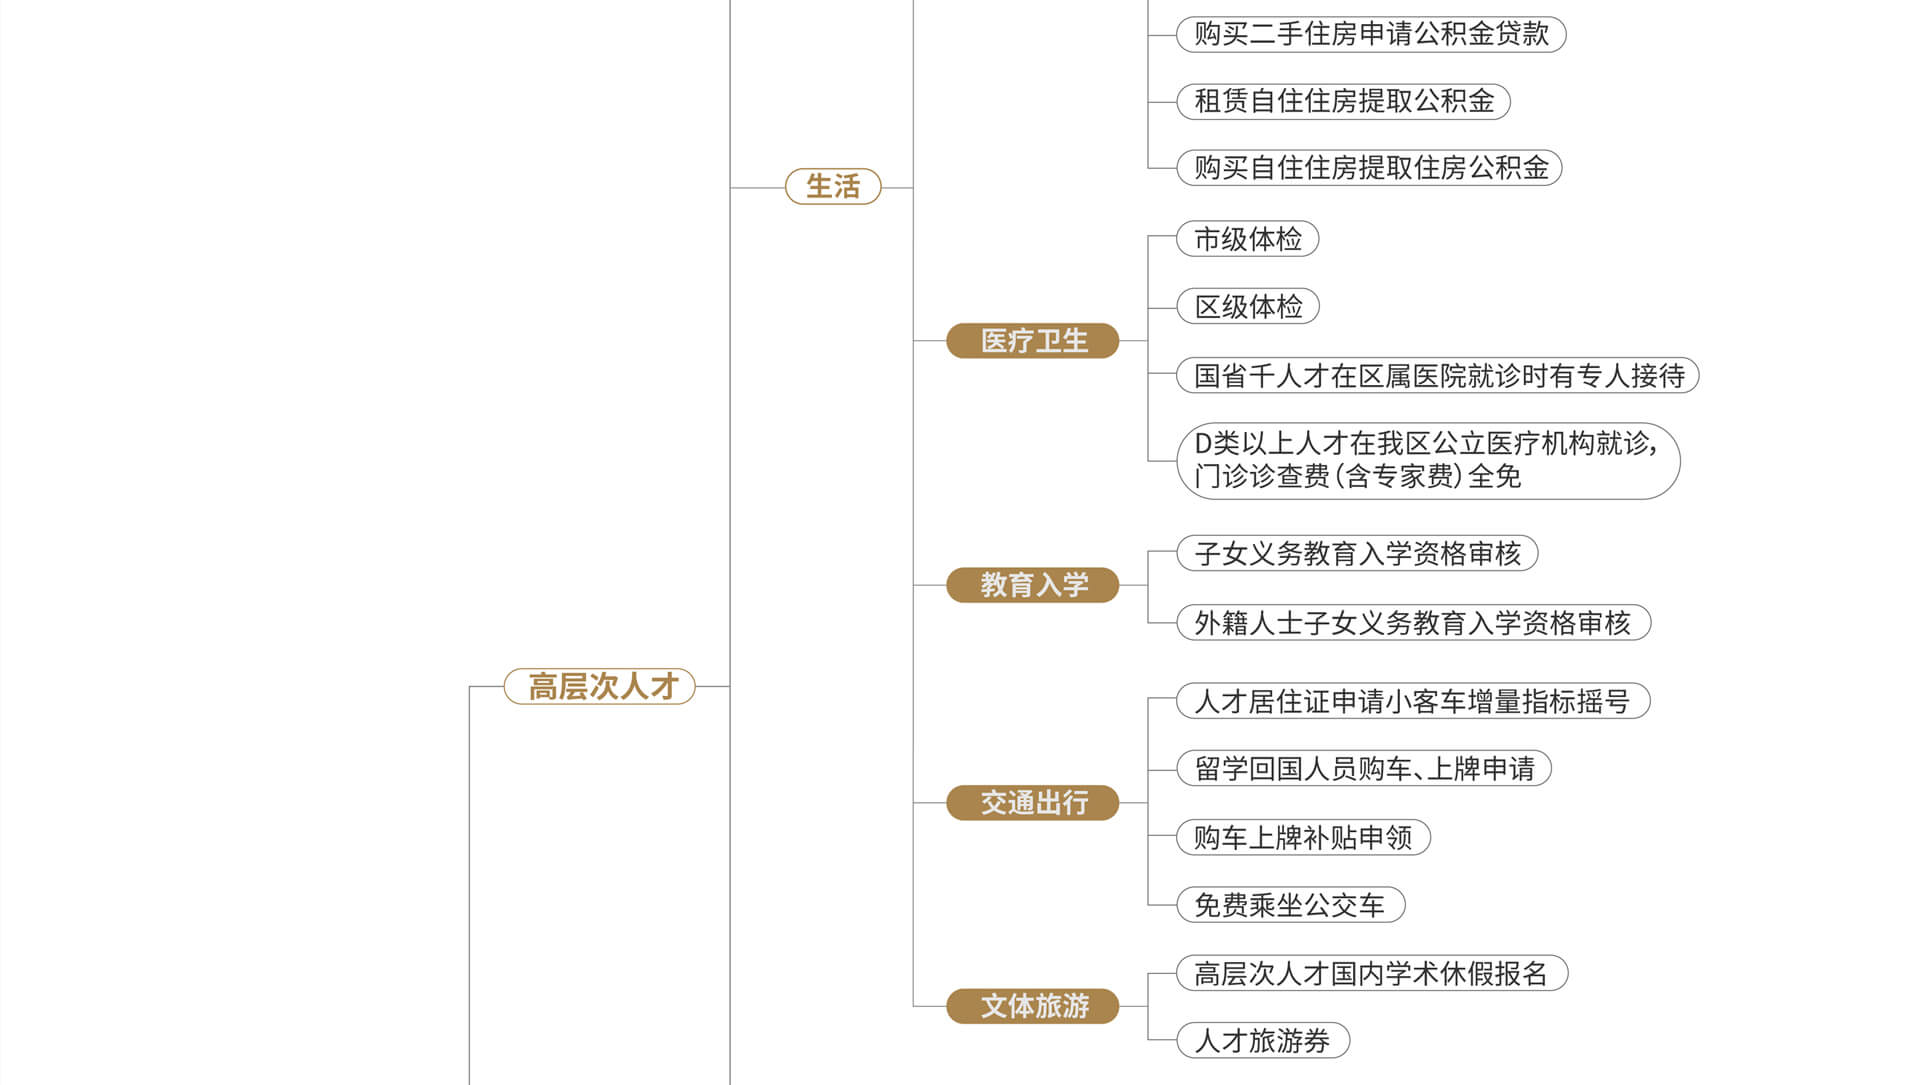 购买二手住房申请公积金贷款
租赁自住住房提取公积金
购买自住住房提取住房公积金
生活
市级体检
区级体检
医疗卫生
国省千人才在区属医院就诊时有专人接待
D类以上人才在我区公立医疗机构就诊，
门诊诊查费（含专家费）全免
子女义务教育入学资格审核
教育入学
外籍人士子女义务教育入学资格审核
高层次人才
人才居住证申请小客车增量指标摇号
留学回国人员购车、上牌申请
交通出行
购车上牌补贴申领
免费乘坐公交车
高层次人才国内学术休假报名
文体旅游
人才旅游券